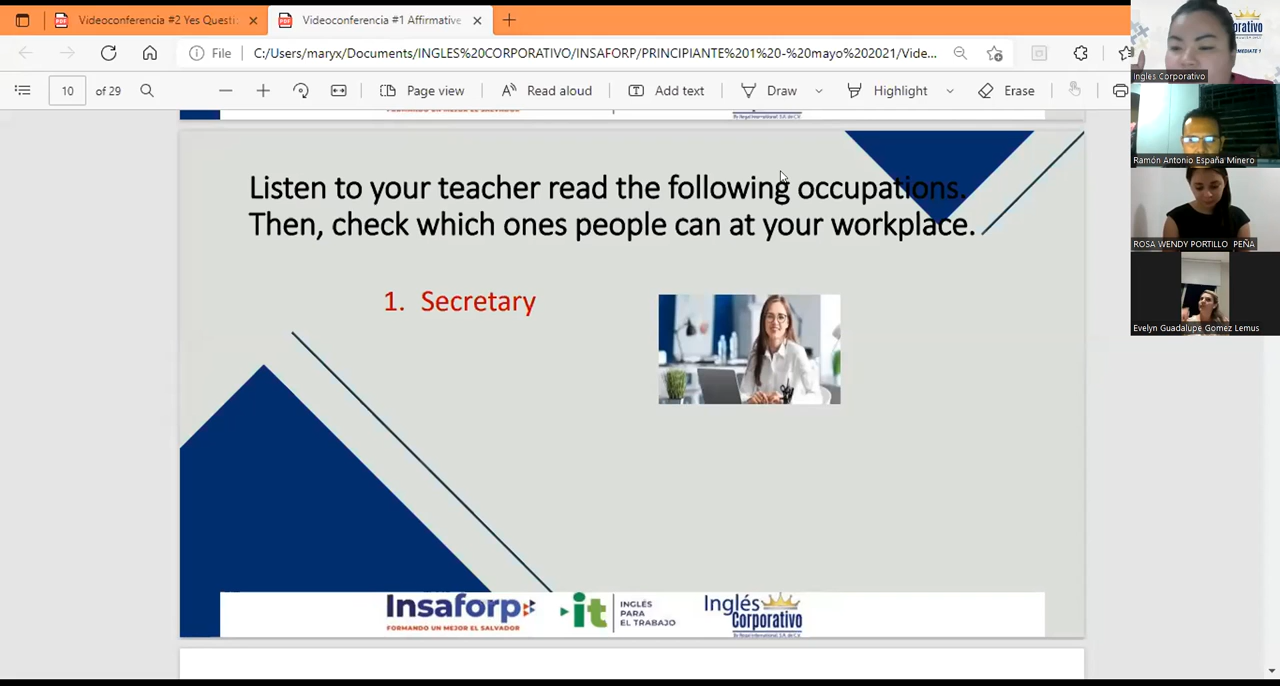 Videoconferencia #2 Yes Questi
Videoconferencia #1 Affirmative
File
C:/Users/maryx/Documents/INGLES%20CORPORATIVO/INSAFORP/PRINCIPIANTE%201%20-%20mayo%202021/Vide...
10 of 29
Page view
Read aloud
Add text
Draw
Highlight
Erase
Listen to your teacher read the following occupations.
Then, check which ones people can at your workplace.
1. Secretary
Insaforp
FORMANDO UN MEJOR EL SALVADOR
it
INGLÉS
PARA
EL TRABAJO
Inglés
Corporativo
Ingles Corporativo
Ramón Antonio España Minero
ROSA WENDY PORTILLO PEÑA
Evelyn Guadalupe Gomez Lemus